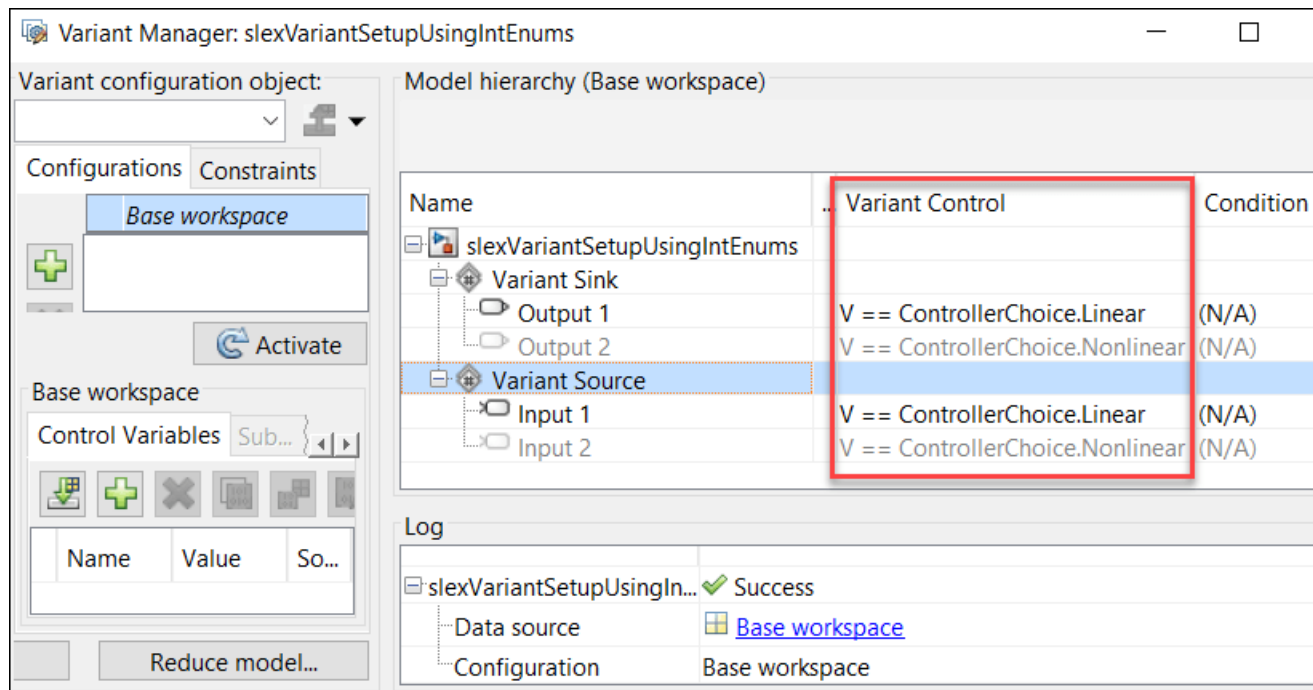 Variant Manager: slexVariantSetupUsingIntEnums
Variant configuration object:
Configurations
Constraints
Base workspace
Activate
Base workspace
Control Variables
Sub...
Name
Value
So...
Reduce model...
Model hierarchy (Base workspace)
Name
...
Variant Control
Condition
slexVariantSetupUsingIntEnums
Variant Sink
Output 1
V == ControllerChoice.Linear
(N/A)
Output 2
V == ControllerChoice.Nonlinear
(N/A)
Variant Source
Input 1
V == ControllerChoice.Linear
(N/A)
Input 2
V == ControllerChoice.Nonlinear
(N/A)
Log
slexVariantSetupUsingIn...
Success
Data source
Base workspace
Configuration
Base workspace